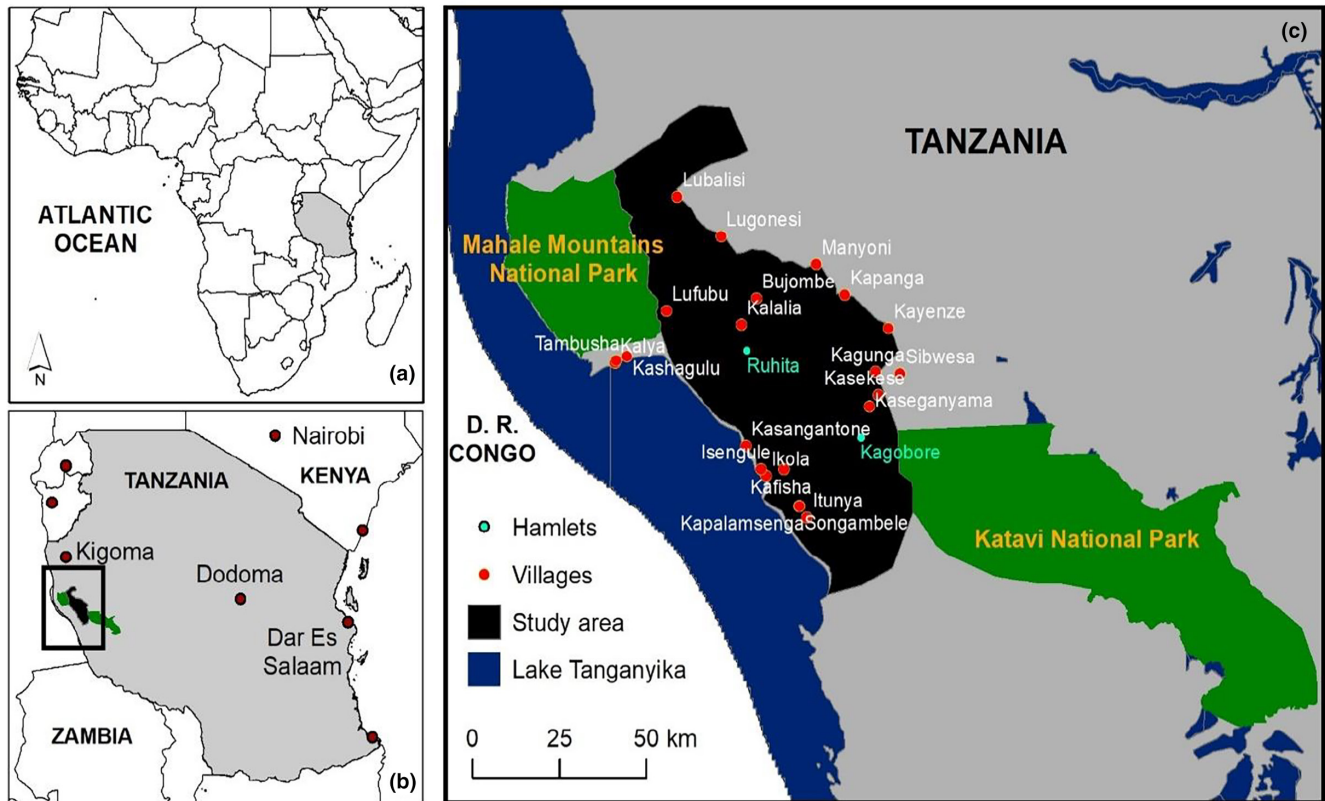 ATLANTIC
OCEAN
N
(a)
Nairobi
KENYA
TANZANIA
Kigoma
Dodoma
Dar Es
Salaam
ZAMBIA
(b)
(c)
TANZANIA
Lubalisi
Lugonesi
Mahale Mountains
National Park
Manyoni
Bujombe
Kapanga
Lufubu
Kalalia
Kayenze
Tambusha
Kalya
Kashagulu
Ruhita
Kagunga
Sibwesa
Kasekese
Kaseganyama
D. R.
CONGO
Kasangantone
Isengule
Ikola
Kagobore
Kafisha
Itunya
Kapalamsenga
Songambele
Katavi National Park
Hamlets
Villages
Study area
Lake Tanganyika
0 25 50 km